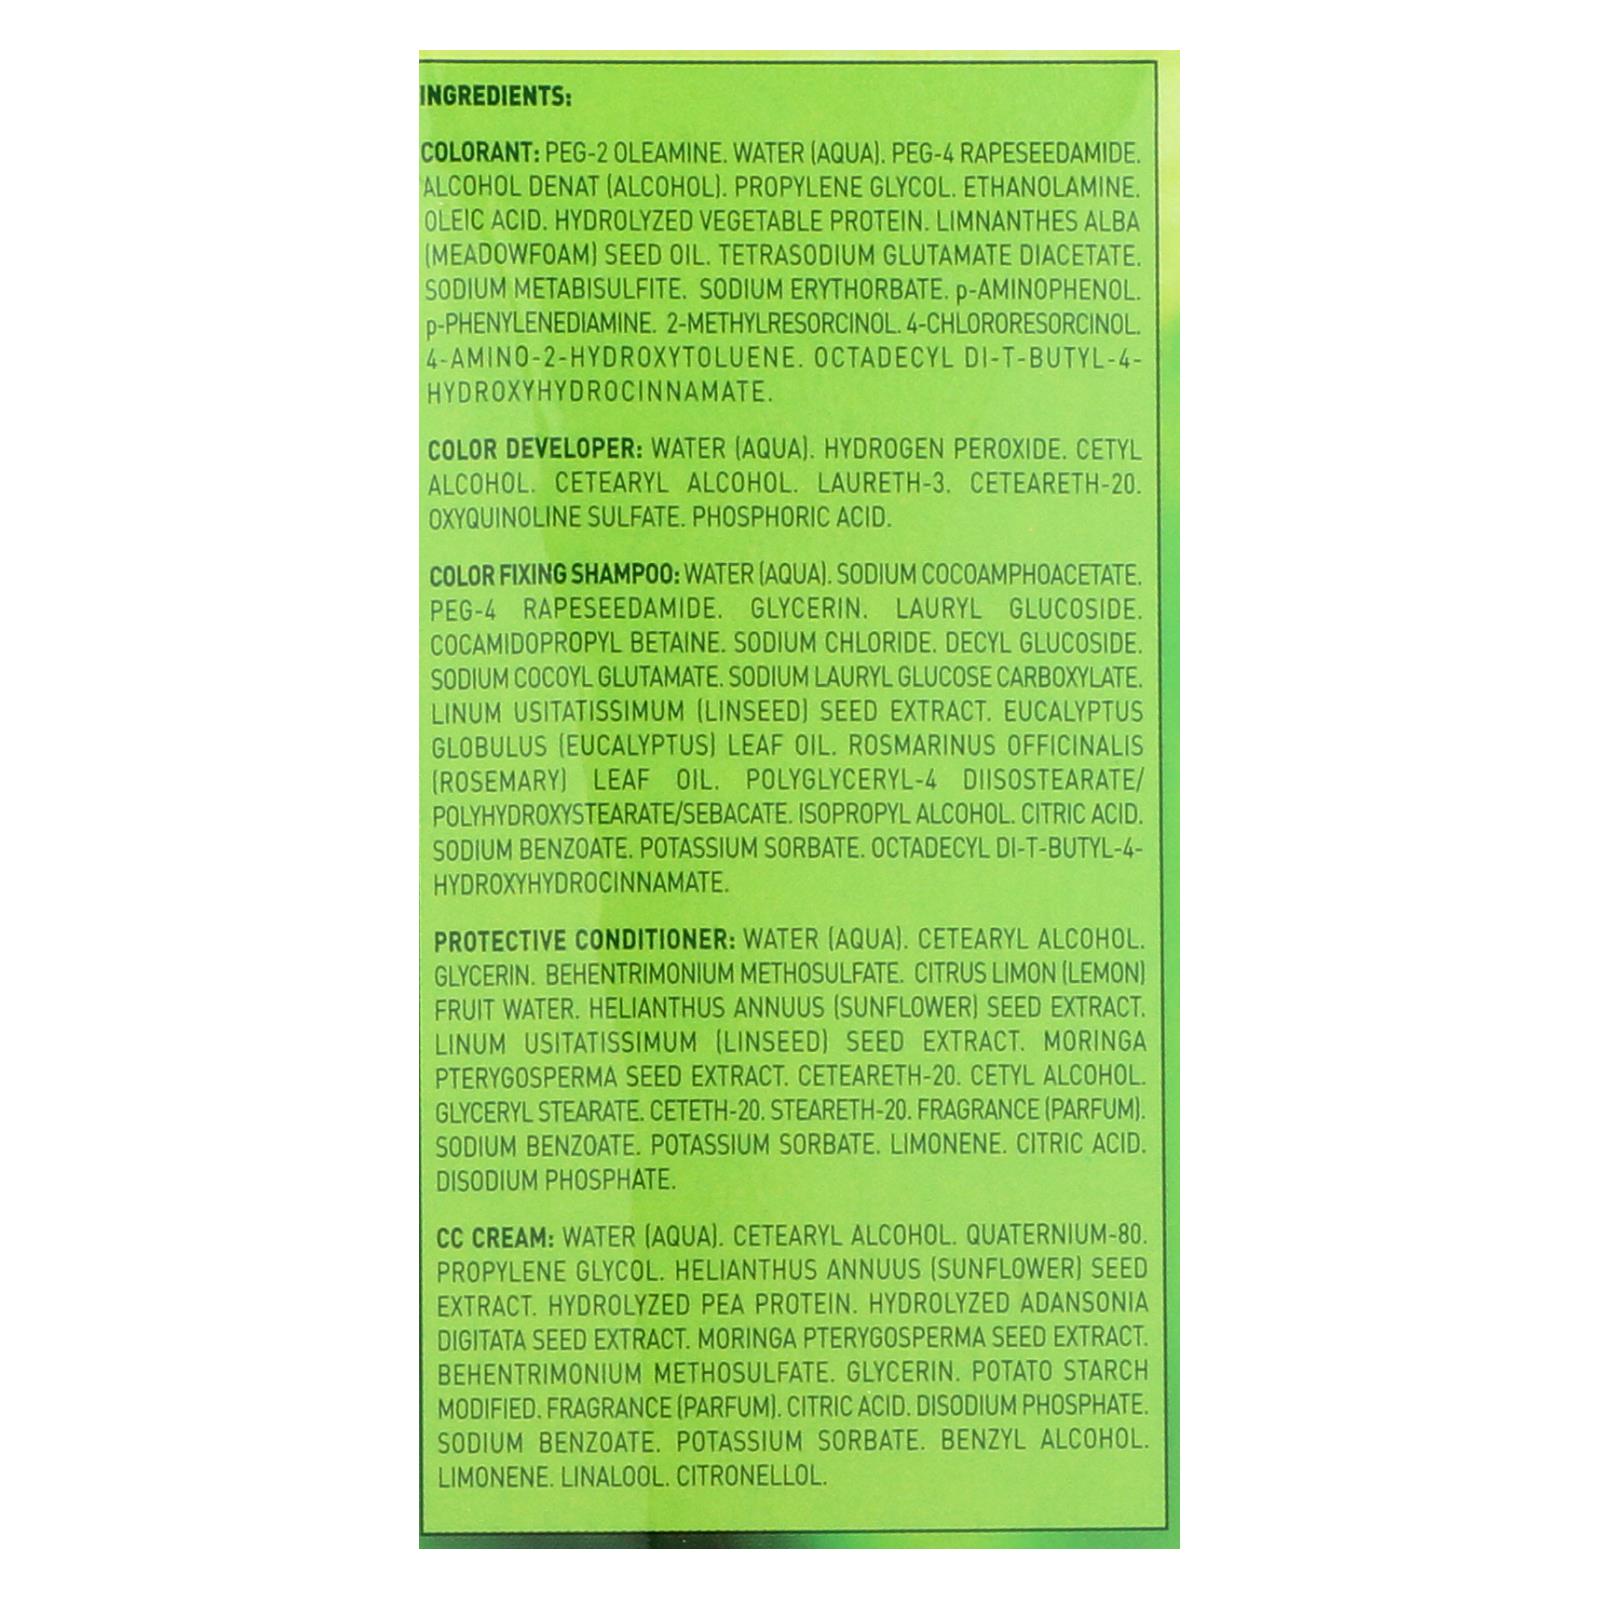 INGREDIENTS:
COLORANT: PEG-2 OLEAMINE. WATER (AQUA). PEG-4 RAPESEEDAMIDE.
ALCOHOL DENAT (ALCOHOL). PROPYLENE GLYCOL. ETHANOLAMINE.
OLEIC ACID. HYDROLYZED VEGETABLE PROTEIN. LIMNANTHES ALBA
(MEADOWFOAM) SEED OIL. TETRASODIUM GLUTAMATE DIACETATE.
SODIUM METABISULFITE. SODIUM ERYTHORBATE. p-AMINOPHENOL.
p-PHENYLENEDIAMINE. 2-METHYLRESORCINOL. 4-CHLORORESORCINOL.
4-AMINO-2-HYDROXYTOLUENE. OCTADECYL DI-T-BUTYL-4-
HYDROXYHYDROCINNAMATE.
COLOR DEVELOPER: WATER (AQUA). HYDROGEN PEROXIDE. CETYL
ALCOHOL. CETEARYL ALCOHOL. LAURETH-3. CETEARETH-20.
OXYQUINOLINE SULFATE. PHOSPHORIC ACID.
COLOR FIXING SHAMPOO: WATER (AQUA). SODIUM COCOAMPHOACETATE.
PEG-4 RAPESEEDAMIDE. GLYCERIN. LAURYL GLUCOSIDE.
COCAMIDOPROPYL BETAINE. SODIUM CHLORIDE. DECYL GLUCOSIDE.
SODIUM COCOYL GLUTAMATE. SODIUM LAURYL GLUCOSE CARBOXYLATE.
LINUM USITATISSIMUM (LINSEED) SEED EXTRACT. EUCALYPTUS
GLOBULUS (EUCALYPTUS) LEAF OIL. ROSMARINUS OFFICINALIS
(ROSEMARY) LEAF OIL. POLYGLYCERYL-4 DIISOSTEARATE/
POLYHYDROXYSTEARATE/SEBACATE. ISOPROPYL ALCOHOL. CITRIC ACID.
SODIUM BENZOATE. POTASSIUM SORBATE. OCTADECYL DI-T-BUTYL-4-
HYDROXYHYDROCINNAMATE.
PROTECTIVE CONDITIONER: WATER (AQUA). CETEARYL ALCOHOL.
GLYCERIN. BEHENTRIMONIUM METHOSULFATE. CITRUS LIMON (LEMON)
FRUIT WATER. HELIANTHUS ANNUUS (SUNFLOWER) SEED EXTRACT.
LINUM USITATISSIMUM (LINSEED) SEED EXTRACT. MORINGA
PTERYGOSPERMA SEED EXTRACT. CETEARETH-20. CETYL ALCOHOL.
GLYCERYL STEARATE. CETETH-20. STEARETH-20. FRAGRANCE (PARFUM).
SODIUM BENZOATE. POTASSIUM SORBATE. LIMONENE. CITRIC ACID.
DISODIUM PHOSPHATE.
CC CREAM: WATER (AQUA). CETEARYL ALCOHOL. QUATERNIUM-80.
PROPYLENE GLYCOL. HELIANTHUS ANNUUS (SUNFLOWER) SEED
EXTRACT. HYDROLYZED PEA PROTEIN. HYDROLYZED ADANSONIA
DIGITATA SEED EXTRACT. MORINGA PTERYGOSPERMA SEED EXTRACT.
BEHENTRIMONIUM METHOSULFATE. GLYCERIN. POTATO STARCH
MODIFIED. FRAGRANCE (PARFUM). CITRIC ACID. DISODIUM PHOSPHATE.
SODIUM BENZOATE. POTASSIUM SORBATE. BENZYL ALCOHOL.
LIMONENE. LINALOOL. CITRONELLOL.